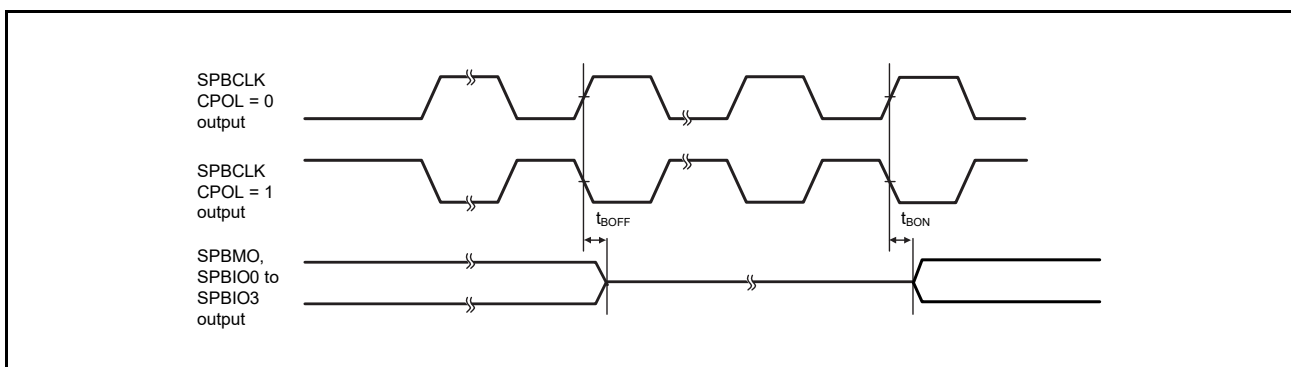 SPBCLK
CPOL = 0
output
SPBCLK
CPOL = 1
output
tBOFF
tBON
SPBMO,
SPBIO0 to
SPBIO3
output